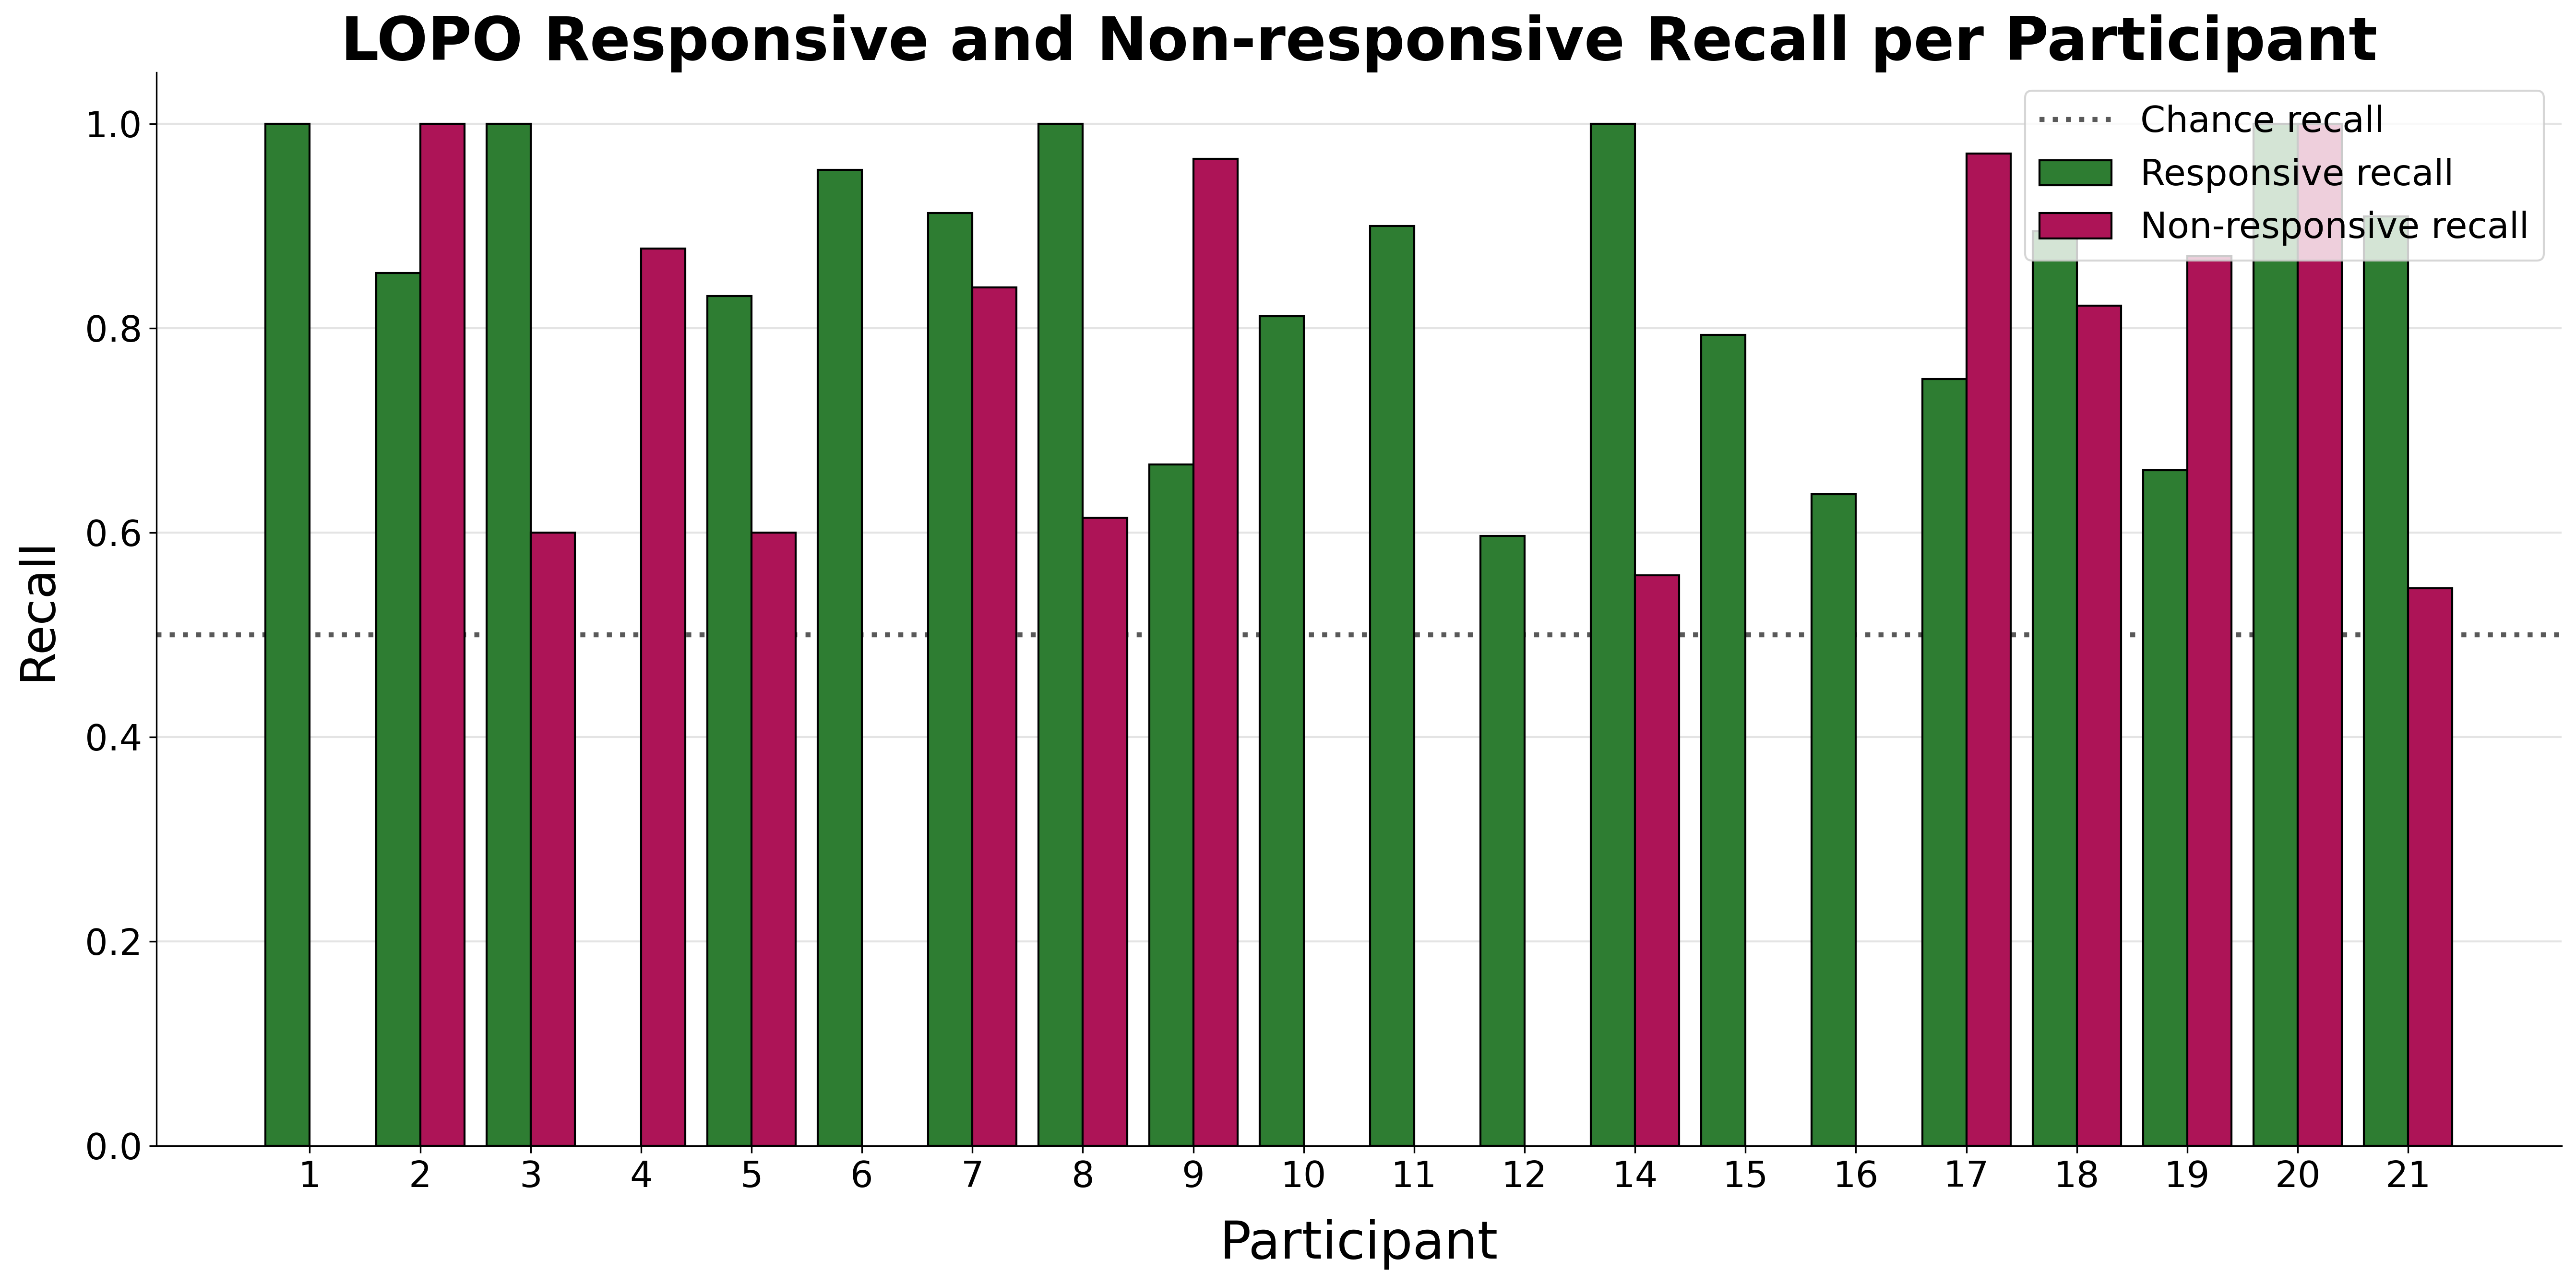 LOPO Responsive and Non-responsive Recall per Participant
Chance recall
Responsive recall
Non-responsive recall
1.0
0.8
0.6
0.4
0.2
0.0
Recall
1 2 3 4 5 6 7 8 9 10 11 12 14 15 16 17 18 19 20 21
Participant